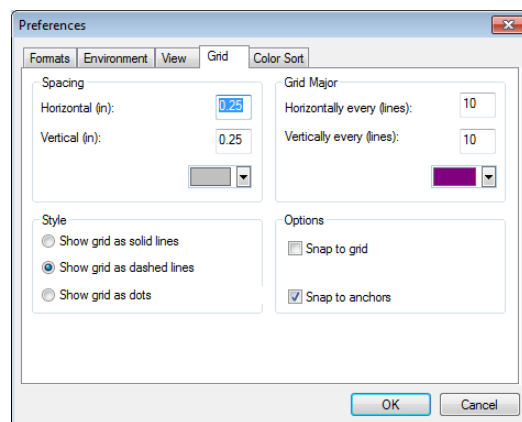 Preferences
Formats Environment View Grid Color Sort
Spacing
Horizontal (in): 0.25
Vertical (in): 0.25
Grid Major
Horizontally every (lines): 10
Vertically every (lines): 10
Style
Show grid as solid lines
Show grid as dashed lines
Show grid as dots
Options
Snap to grid
Snap to anchors
OK Cancel